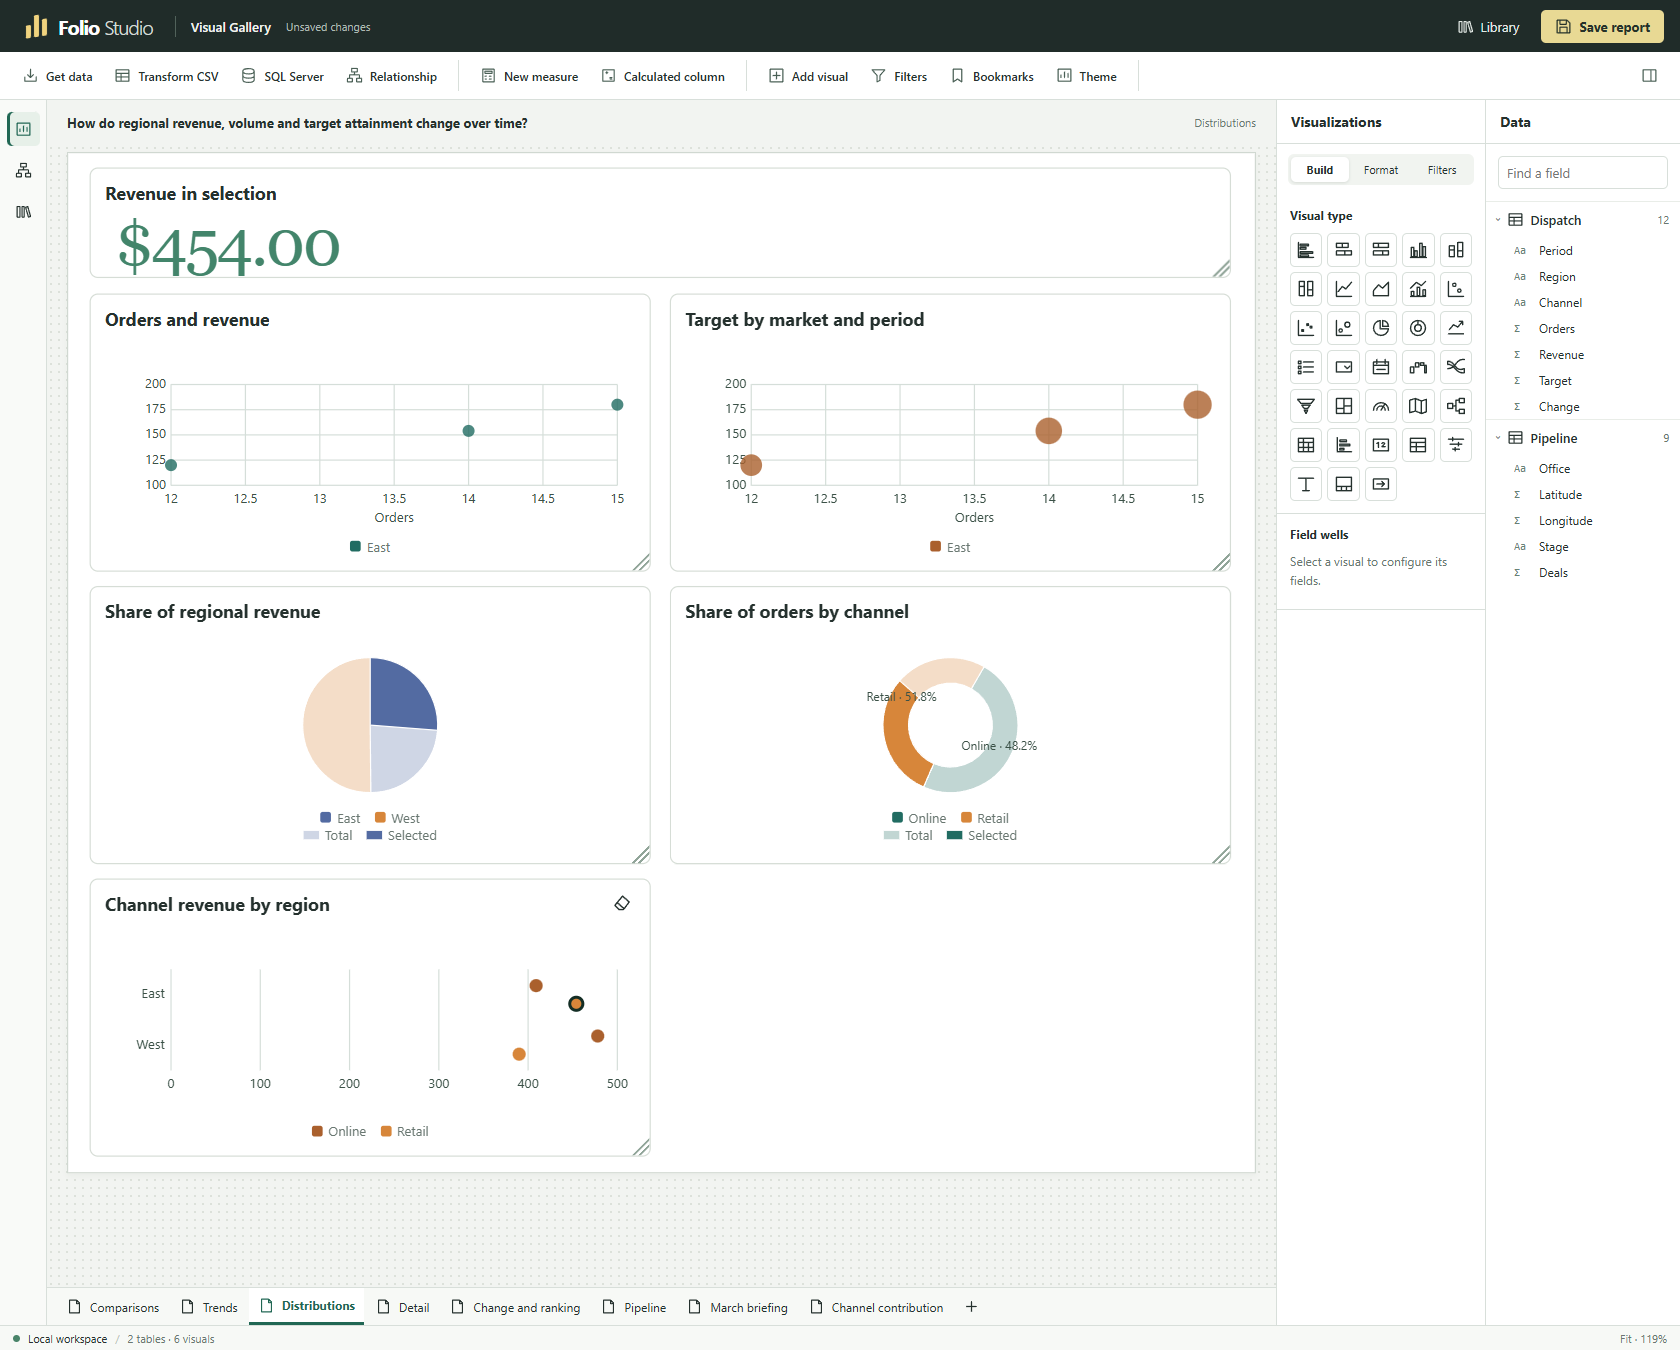 Folio Studio
Visual Gallery
Unsaved changes
Library
Save report
Get data
Transform CSV
SQL Server
Relationship
New measure
Calculated column
Add visual
Filters
Bookmarks
Theme
How do regional revenue, volume and target attainment change over time?
Distributions
Revenue in selection
$454.00
Orders and revenue
200
175
150
125
100
12 12.5 13 13.5 14 14.5 15
Orders
East
Target by market and period
200
175
150
125
100
12 12.5 13 13.5 14 14.5 15
Orders
East
Share of regional revenue
East West
Total Selected
Share of orders by channel
Retail · 51.8%
Online · 48.2%
Online Retail
Total Selected
Channel revenue by region
East
West
0 100 200 300 400 500
Online Retail
Visualizations
Build Format Filters
Visual type
Field wells
Select a visual to configure its
fields.
Data
Find a field
Dispatch 12
Aa Period
Aa Region
Aa Channel
Σ Orders
Σ Revenue
Σ Target
Σ Change
Pipeline 9
Aa Office
Σ Latitude
Σ Longitude
Aa Stage
Σ Deals
Comparisons
Trends
Distributions
Detail
Change and ranking
Pipeline
March briefing
Channel contribution
+
Local workspace / 2 tables · 6 visuals
Fit · 119%